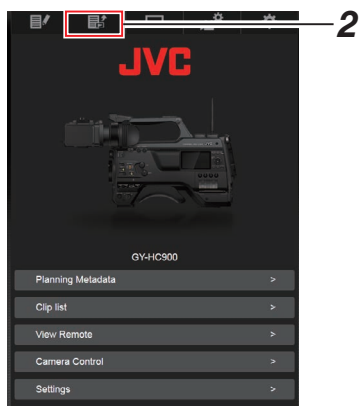 2
JVC
GY-HC900
Planning Metadata >
Clip list >
View Remote >
Camera Control >
Settings >